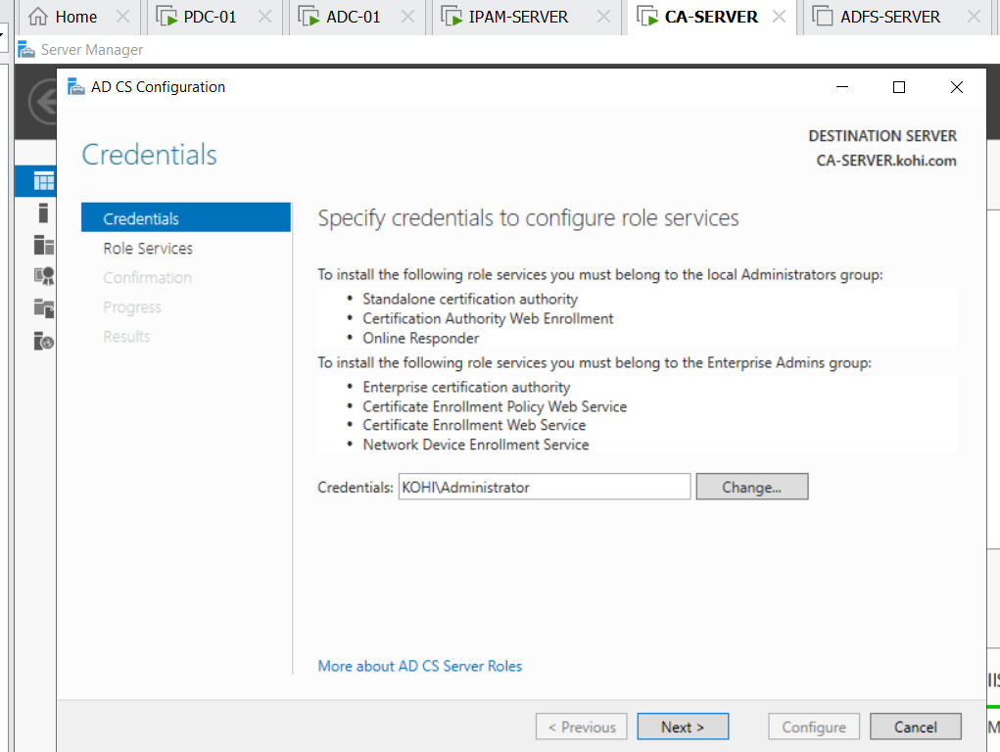 Home
PDC-01
ADC-01
IPAM-SERVER
CA-SERVER
ADFS-SERVER
Server Manager
AD CS Configuration
Credentials
DESTINATION SERVER
CA-SERVER.kohi.com
Credentials
Role Services
Confirmation
Progress
Results
Specify credentials to configure role services
To install the following role services you must belong to the local Administrators group:
• Standalone certification authority
• Certification Authority Web Enrollment
• Online Responder
To install the following role services you must belong to the Enterprise Admins group:
• Enterprise certification authority
• Certificate Enrollment Policy Web Service
• Certificate Enrollment Web Service
• Network Device Enrollment Service
Credentials: KOHI\Administrator Change...
More about AD CS Server Roles
< Previous Next > Configure Cancel